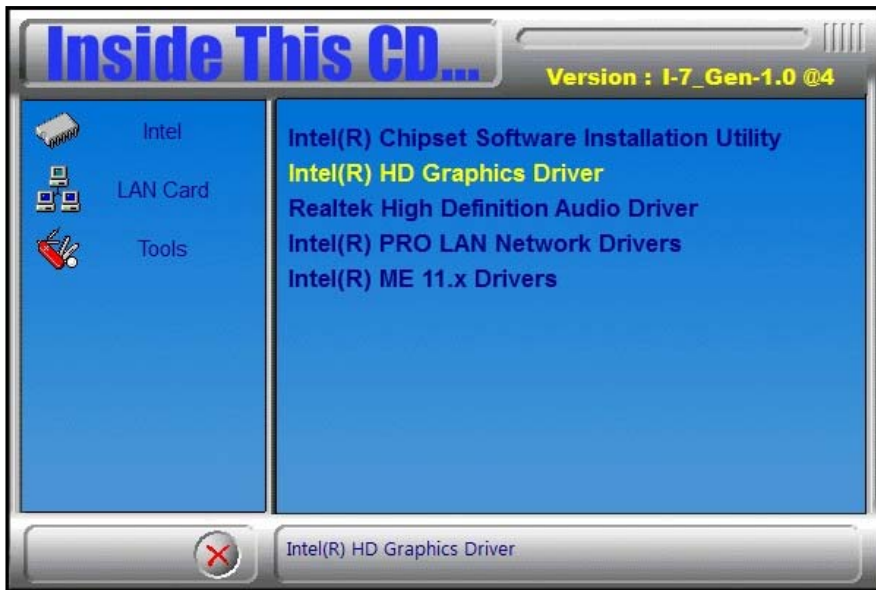 Inside This CD...
Version : I-7_Gen-1.0 @4
Intel
LAN Card
Tools
Intel(R) Chipset Software Installation Utility
Intel(R) HD Graphics Driver
Realtek High Definition Audio Driver
Intel(R) PRO LAN Network Drivers
Intel(R) ME 11.x Drivers
Intel(R) HD Graphics Driver